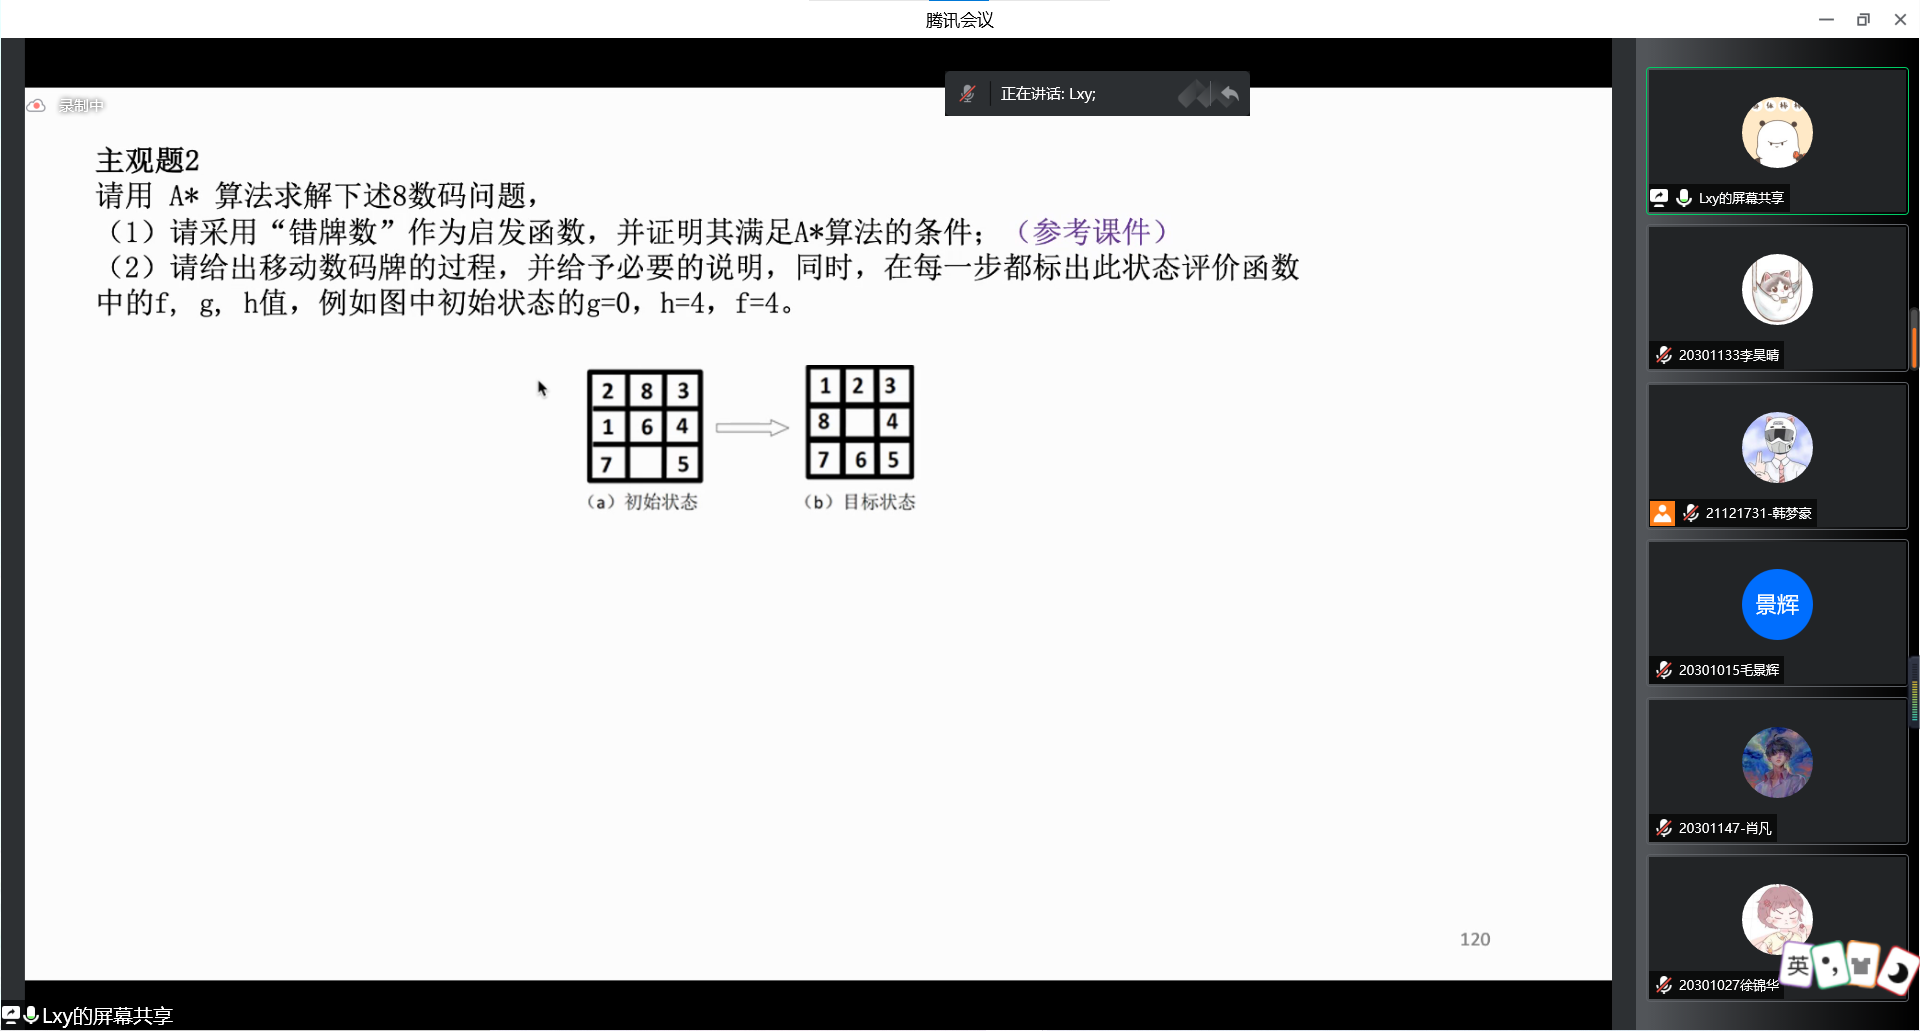 腾讯会议
录制中
正在讲话: Lxy;
主观题2
请用 A* 算法求解下述8数码问题，
（1）请采用“错牌数”作为启发函数，并证明其满足A*算法的条件；（参考课件）
（2）请给出移动数码牌的过程，并给予必要的说明，同时，在每一步都标出此状态评价函数
中的f, g, h值，例如图中初始状态的g=0，h=4，f=4。
2 8 3
1 6 4
7 5
（a）初始状态
1 2 3
8 4
7 6 5
（b）目标状态
120
Lxy的屏幕共享
Lxy的屏幕共享
20301133李昊晴
21121731-韩梦豪
景辉
20301015毛景辉
20301147-肖凡
20301027徐锦华
英